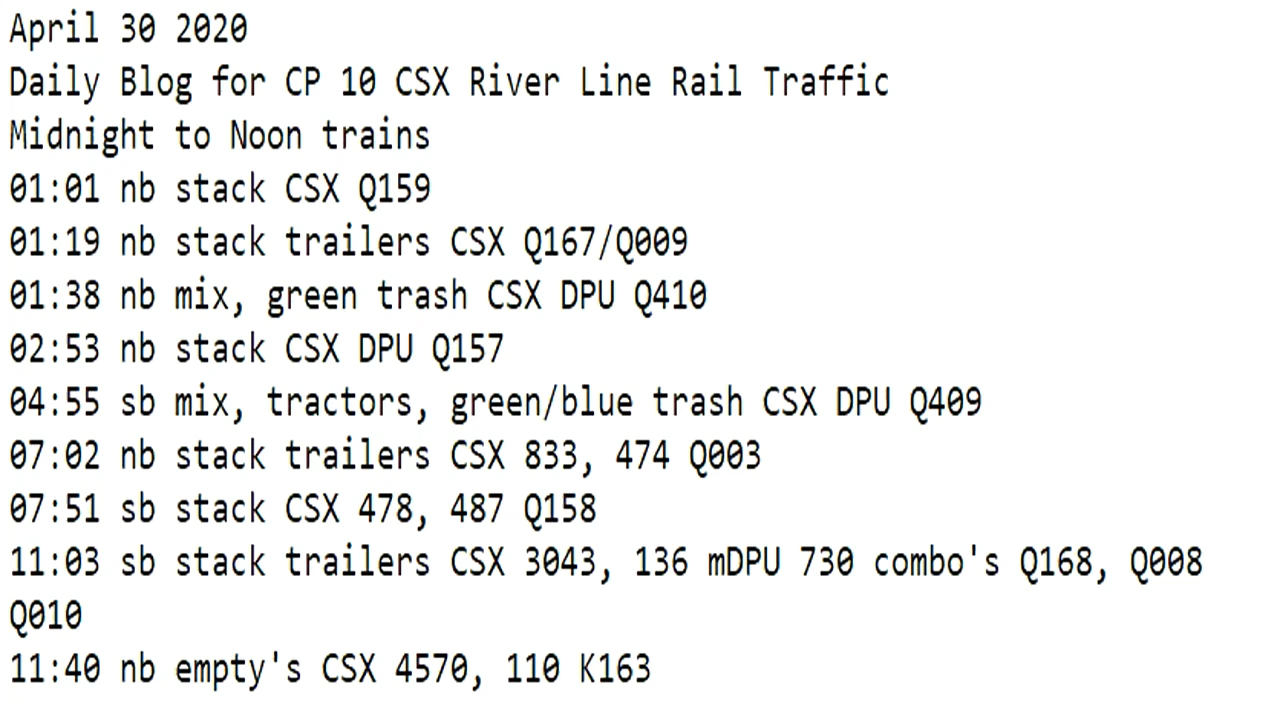 April 30 2020
Daily Blog for CP 10 CSX River Line Rail Traffic
Midnight to Noon trains
01:01 nb stack CSX Q159
01:19 nb stack trailers CSX Q167/Q009
01:38 nb mix, green trash CSX DPU Q410
02:53 nb stack CSX DPU Q157
04:55 sb mix, tractors, green/blue trash CSX DPU Q409
07:02 nb stack trailers CSX 833, 474 Q003
07:51 sb stack CSX 478, 487 Q158
11:03 sb stack trailers CSX 3043, 136 mDPU 730 combo's Q168, Q008
Q010
11:40 nb empty's CSX 4570, 110 K163